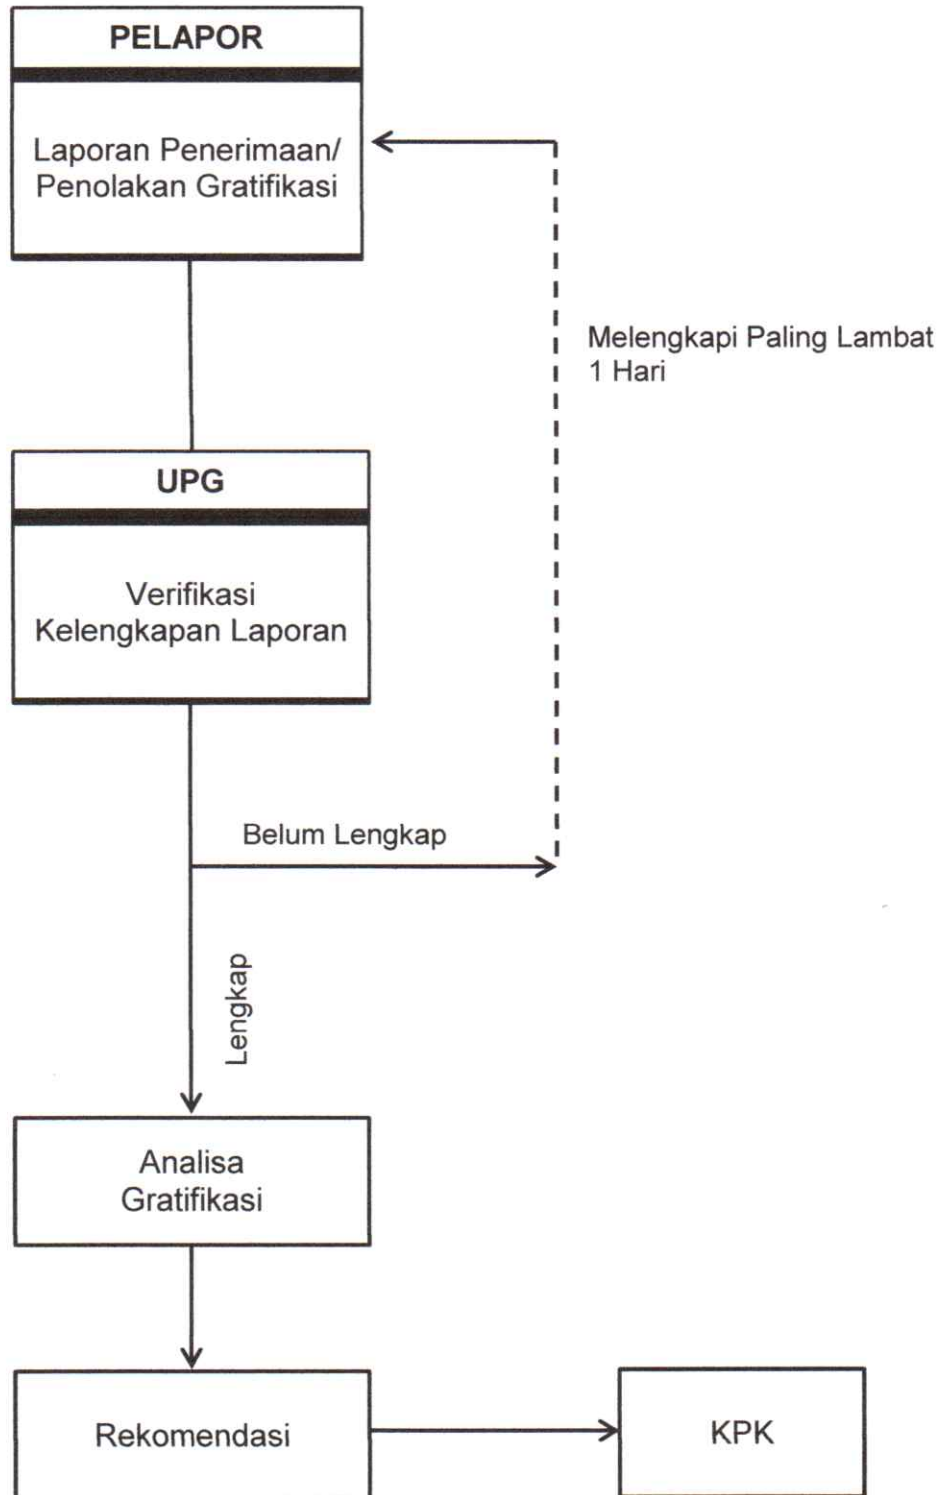 PELAPOR
Laporan Penerimaan/
Penolakan Gratifikasi
Melengkapi Paling Lambat
1 Hari
UPG
Verifikasi
Kelengkapan Laporan
Belum Lengkap
Lengkap
Analisa
Gratifikasi
Rekomendasi
KPK